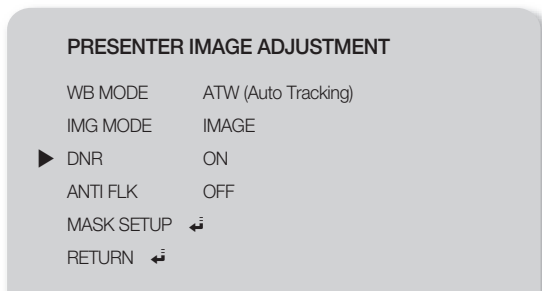 PRESENTER IMAGE ADJUSTMENT
WB MODE ATW (Auto Tracking)
IMG MODE IMAGE
DNR ON
ANTI FLK OFF
MASK SETUP
RETURN